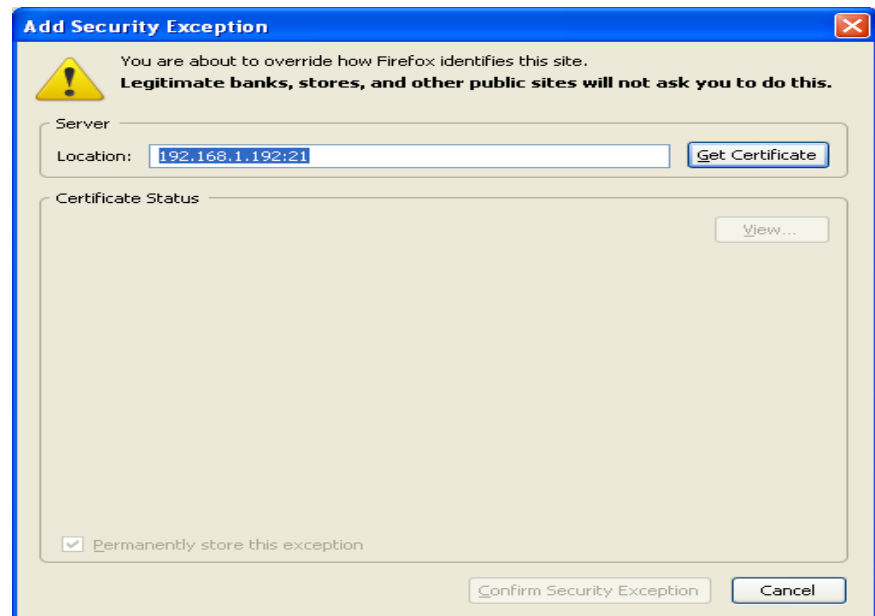 Add Security Exception
You are about to override how Firefox identifies this site.
Legitimate banks, stores, and other public sites will not ask you to do this.
Server
Location: 192.168.1.192:21 Get Certificate
Certificate Status
View...
Permanently store this exception
Confirm Security Exception Cancel